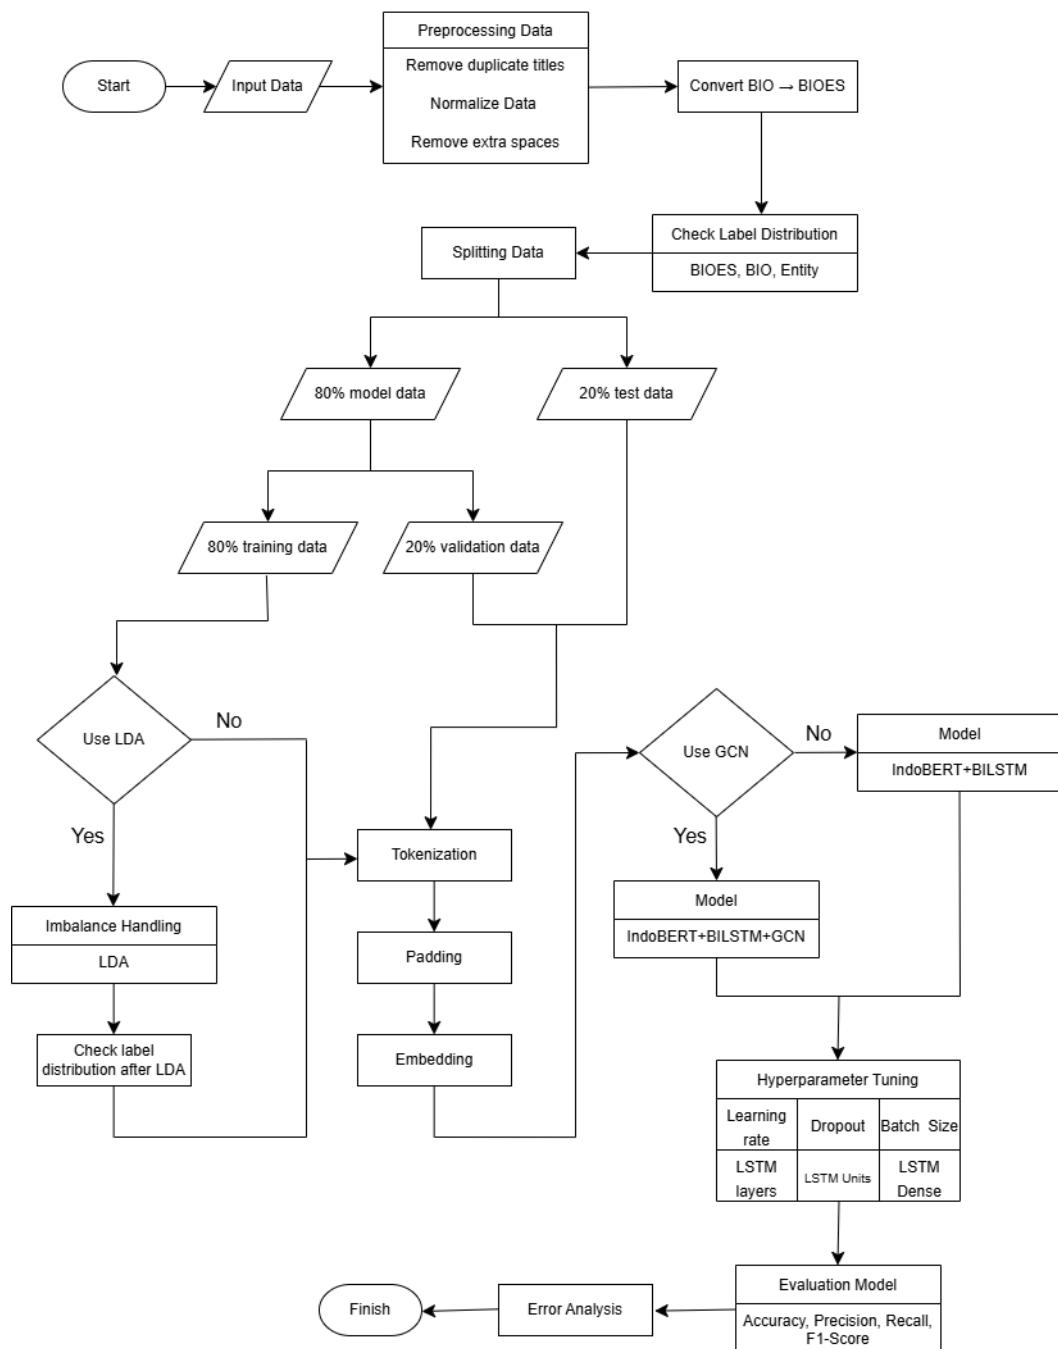 Preprocessing Data
Remove duplicate titles
Normalize Data
Remove extra spaces
Start
Input Data
Convert BIO → BIOES
Check Label Distribution
BIOES, BIO, Entity
Splitting Data
80% model data
20% test data
80% training data
20% validation data
Use LDA
No
Yes
Imbalance Handling
LDA
Check label
distribution after LDA
Tokenization
Padding
Embedding
Use GCN
No
Yes
Model
IndoBERT+BILSTM
Model
IndoBERT+BILSTM+GCN
Hyperparameter Tuning
Learning
rate
Dropout
Batch Size
LSTM
layers
LSTM Units
LSTM
Dense
Evaluation Model
Accuracy, Precision, Recall,
F1-Score
Error Analysis
Finish